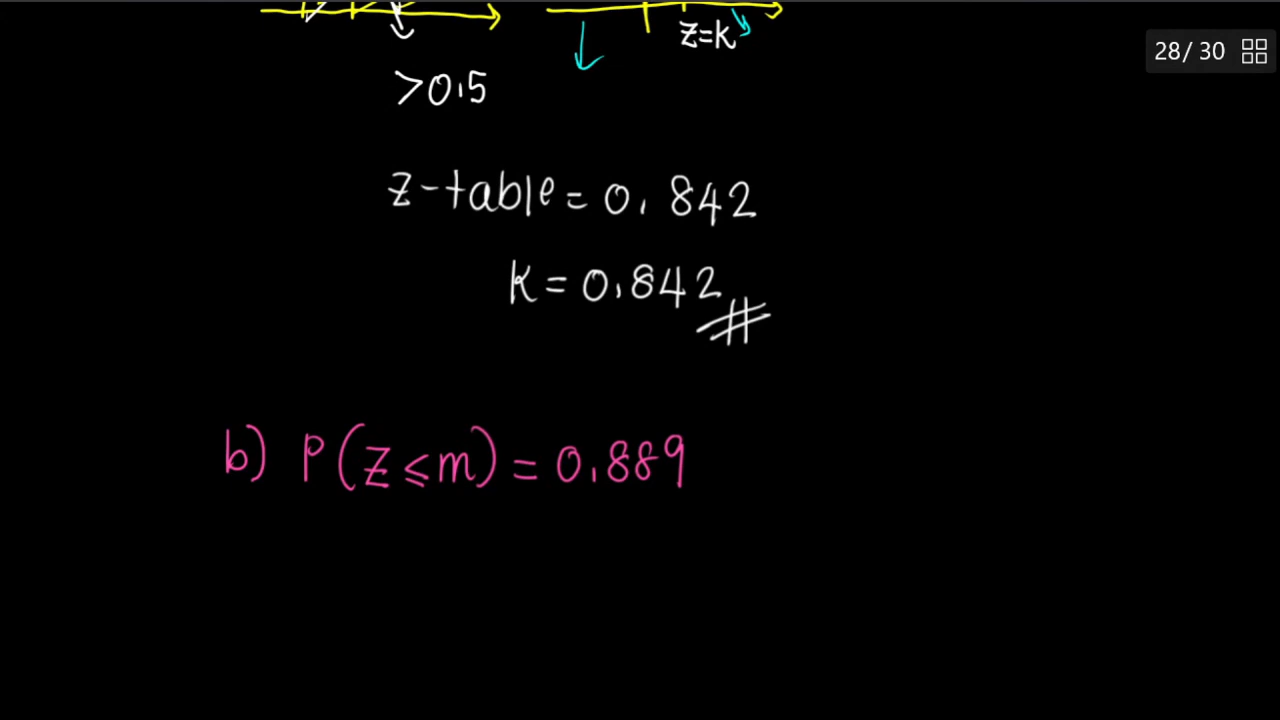 z=k
28/ 30
>0.5
z-table = 0.842
k = 0.842
b) P(Z ≤ m) = 0.889